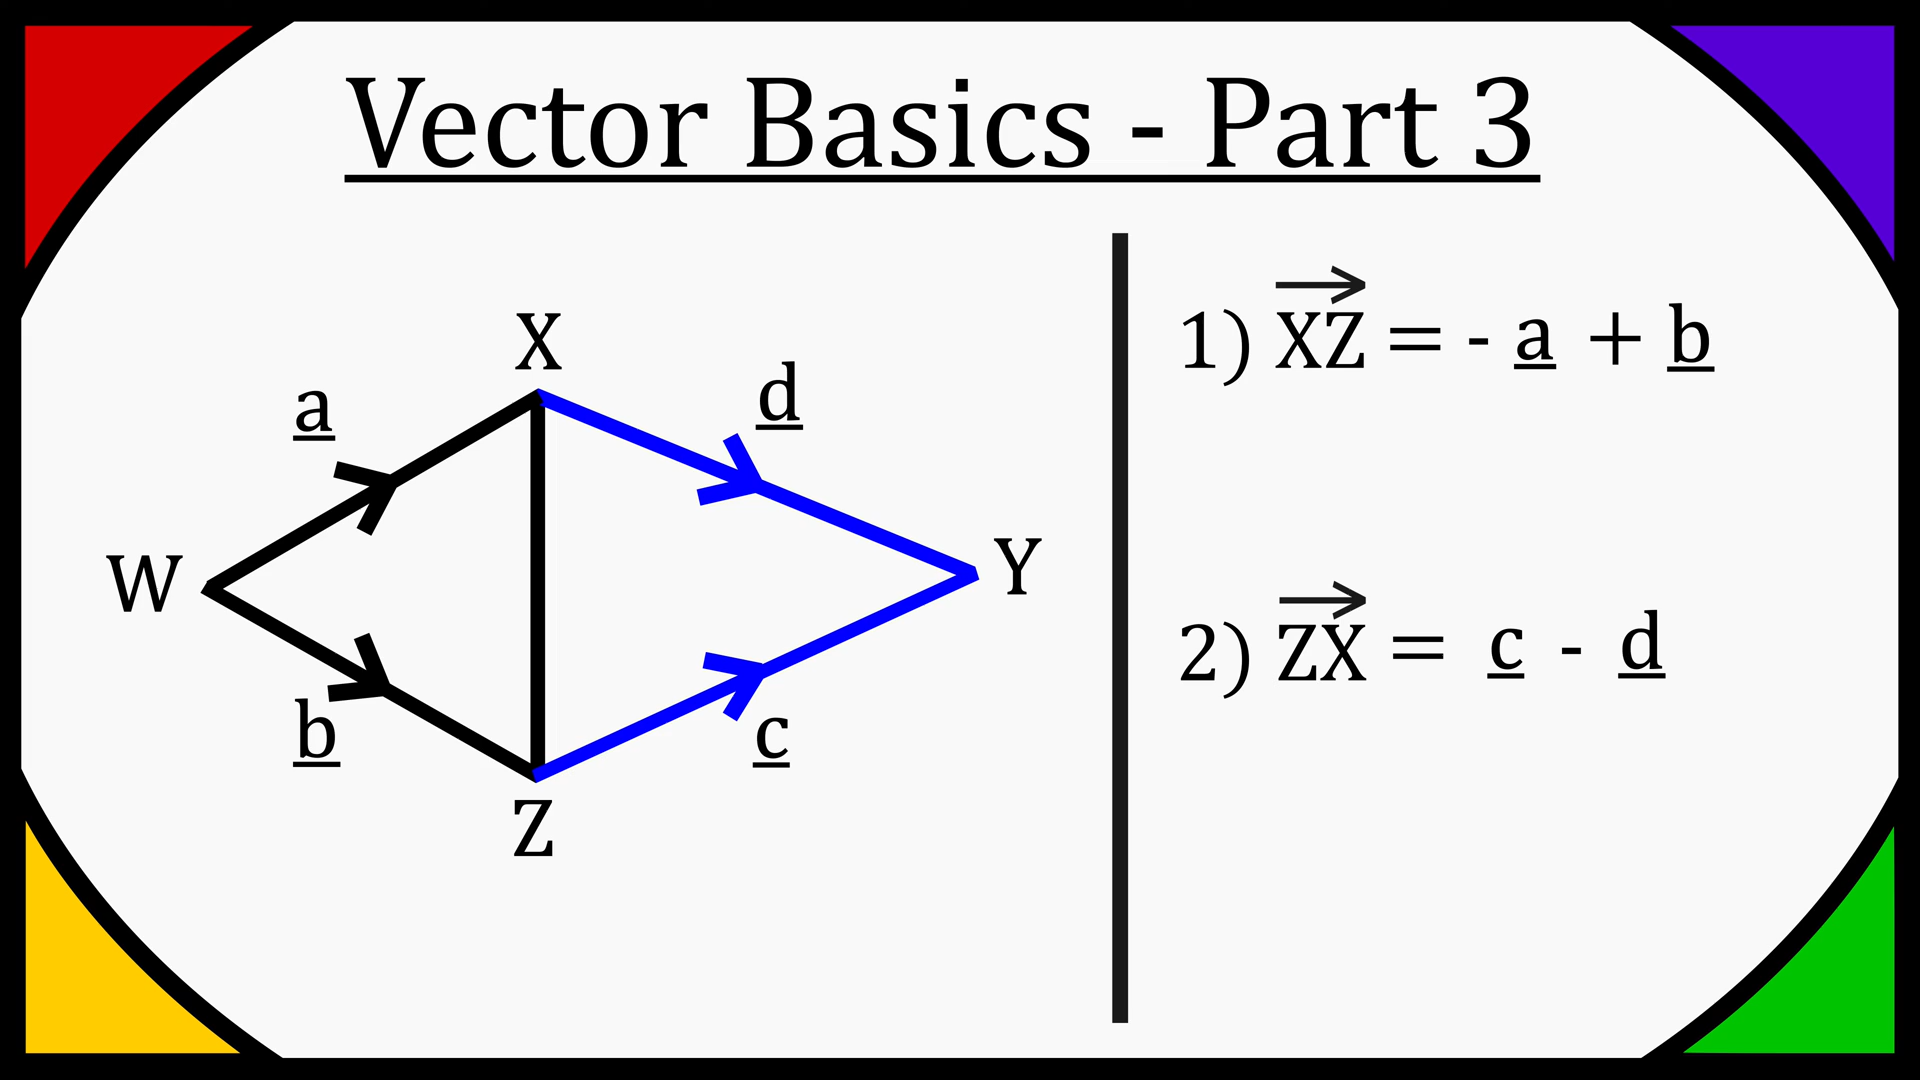 Vector Basics - Part 3
X
a
d
W
Y
b
c
Z
1) XZ = - a + b
2) ZX = c - d